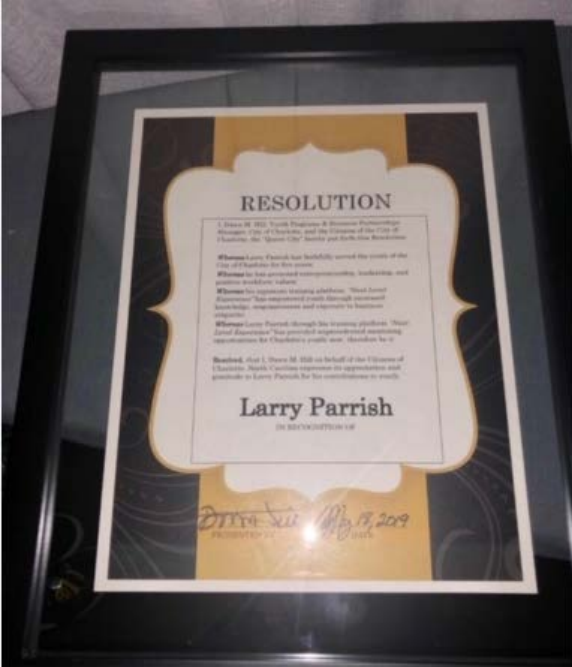 RESOLUTION
I, Dawn M. Hill, Youth Programs & Business Partnerships
Manager, City of Charlotte, and the Citizens of the City of
Charlotte, the "Queen City" hereby put forth this Resolution:
Whereas Larry Parrish has faithfully served the youth of the
City of Charlotte for five years;
Whereas he has promoted entrepreneurship, leadership, and
positive workforce values;
Whereas his signature training platform, "Next Level
Experience" has empowered youth through increased
knowledge, empowerment and exposure to business
etiquette
Whereas Larry Parrish through his training platform "Next
Level Experience" has provided unprecedented mentoring
opportunities for Charlotte's youth; now, therefore be it
Resolved, that I, Dawn M. Hill on behalf of the Citizens of
Charlotte, North Carolina expresses its appreciation and
gratitude to Larry Parrish for his contributions to youth.
Larry Parrish
IN RECOGNITION OF
18, 2019
PRESENTED BY DATE